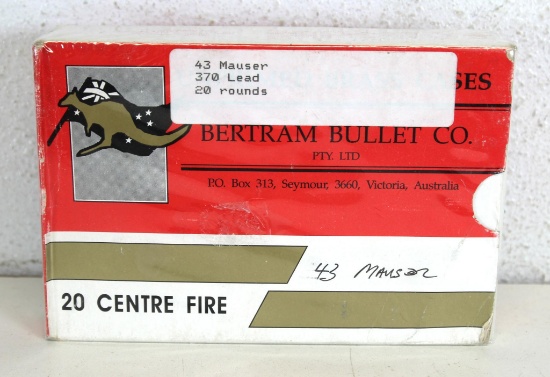 43 Mauser
370 Lead
20 rounds
SES
BERTRAM BULLET CO.
PTY. LTD
P.O. Box 313, Seymour, 3660, Victoria, Australia
43 MAUSER
20 CENTRE FIRE